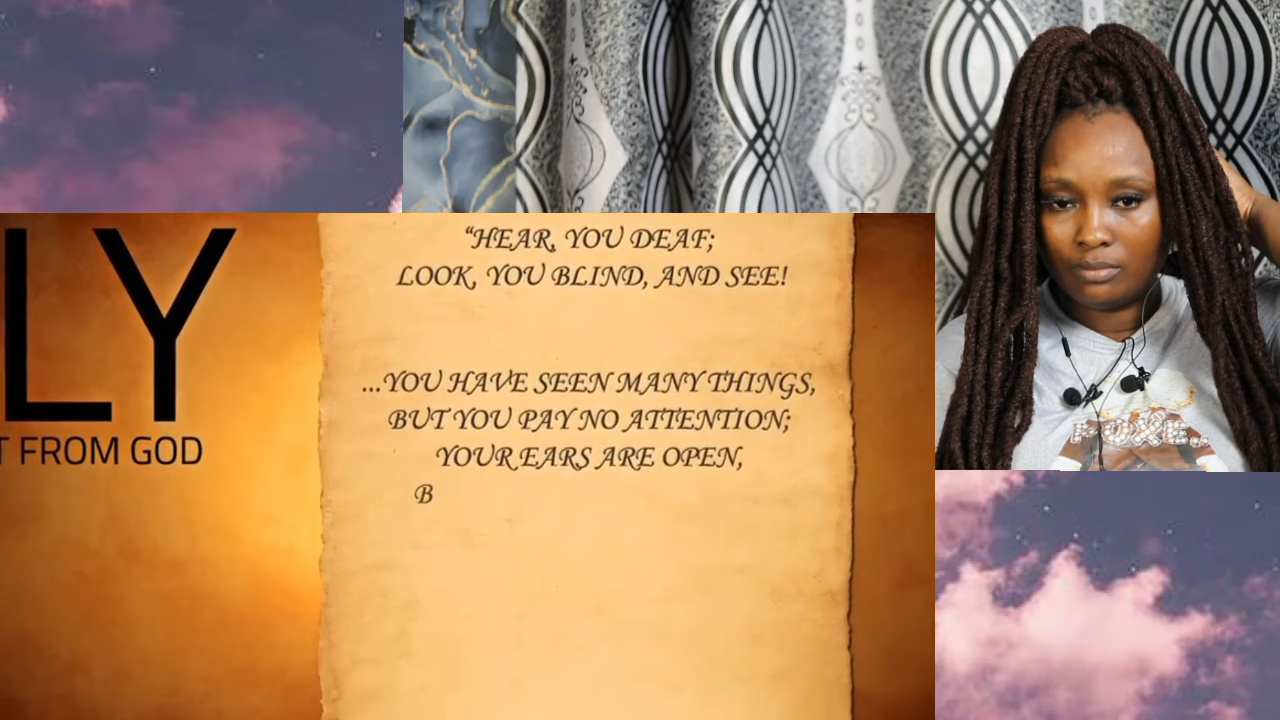 LY
T FROM GOD
“HEAR, YOU DEAF;
LOOK, YOU BLIND, AND SEE!
...YOU HAVE SEEN MANY THINGS,
BUT YOU PAY NO ATTENTION;
YOUR EARS ARE OPEN,
B